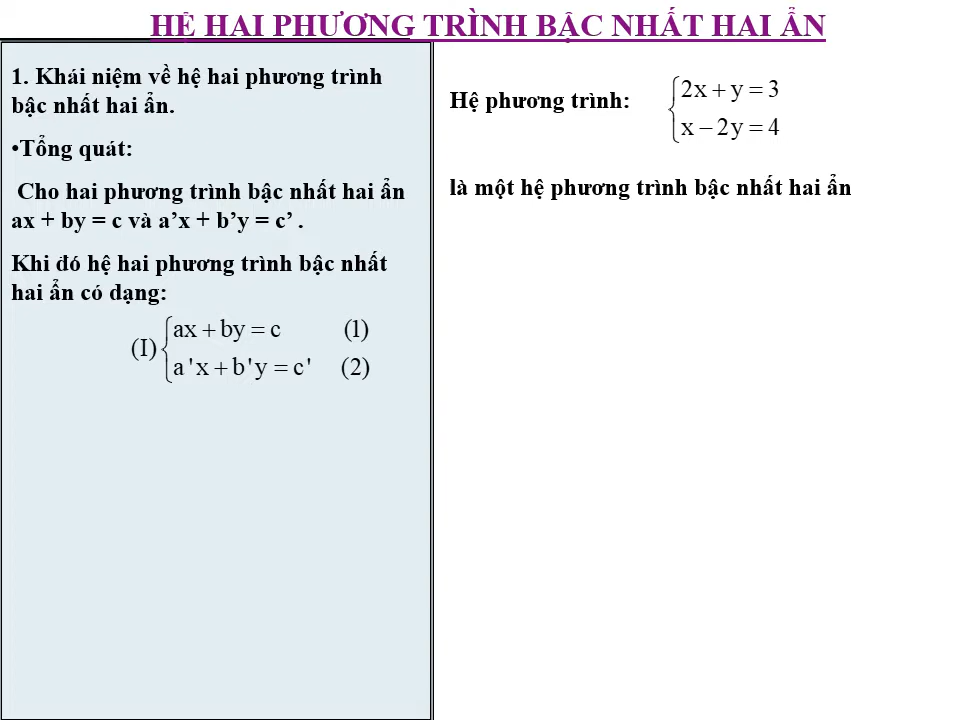 HỆ HAI PHƯƠNG TRÌNH BẬC NHẤT HAI ẨN
1. Khái niệm về hệ hai phương trình
bậc nhất hai ẩn.
•Tổng quát:
Cho hai phương trình bậc nhất hai ẩn
ax + by = c và a’x + b’y = c’ .
Khi đó hệ hai phương trình bậc nhất
hai ẩn có dạng:
(I) { ax + by = c (1)
a'x + b'y = c' (2)
Hệ phương trình: { 2x + y = 3
x − 2y = 4
là một hệ phương trình bậc nhất hai ẩn